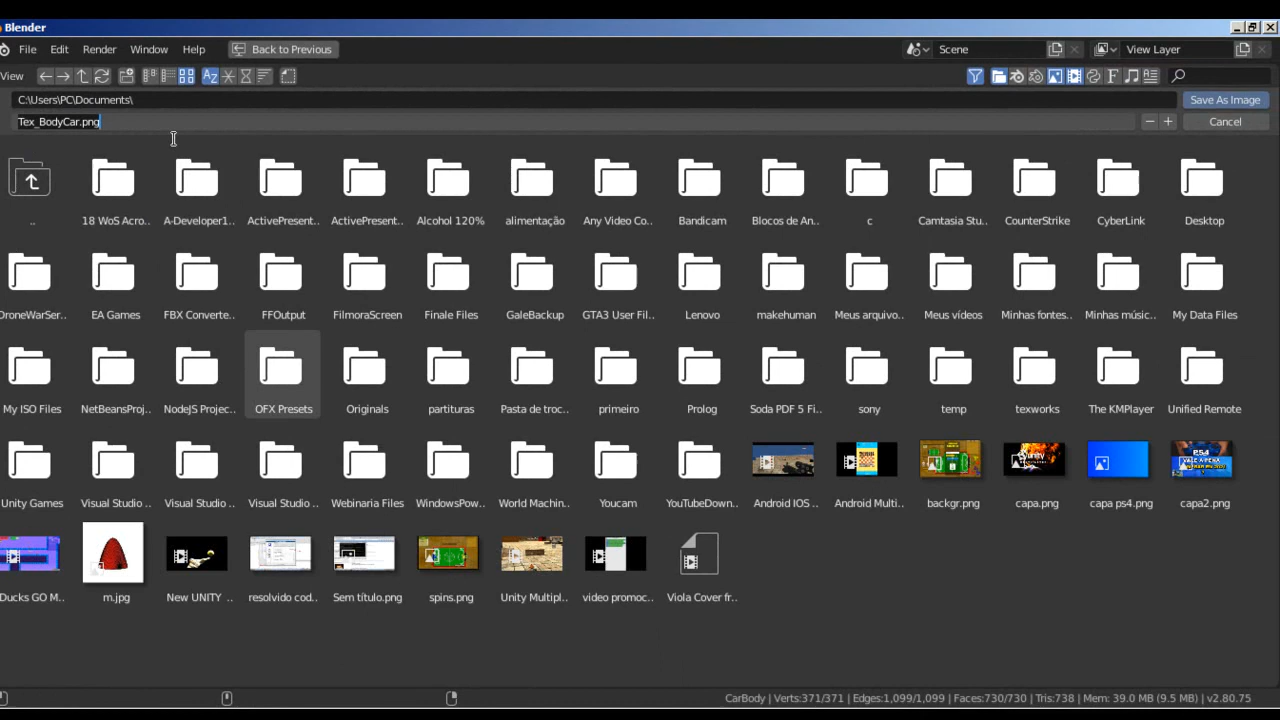 Blender
File Edit Render Window Help Back to Previous Scene View Layer
View
C:\Users\PC\Documents\ Save As Image
Tex_BodyCar.png Cancel
.. 18 WoS Acro.. A-Developer1.. ActivePresent.. ActivePresent.. Alcohol 120% alimentação Any Video Co.. Bandicam Blocos de An.. c Camtasia Stu.. CounterStrike CyberLink Desktop
DroneWarSer.. EA Games FBX Converte.. FFOutput FilmoraScreen Finale Files GaleBackup GTA3 User Fil.. Lenovo makehuman Meus arquivo.. Meus vídeos Minhas fontes.. Minhas músic.. My Data Files
My ISO Files NetBeansProj.. NodeJS Projec.. OFX Presets Originals partituras Pasta de troc.. primeiro Prolog Soda PDF 5 Fi.. sony temp texworks The KMPlayer Unified Remote
Unity Games Visual Studio .. Visual Studio .. Visual Studio .. Webinaria Files WindowsPow.. World Machin.. Youcam YouTubeDown.. Android IOS .. Android Multi.. backgr.png capa.png capa ps4.png capa2.png
Ducks GO M.. m.jpg New UNITY .. resolvido cod.. Sem título.png spins.png Unity Multipl.. video promoc.. Viola Cover fr..
CarBody | Verts:371/371 | Edges:1,099/1,099 | Faces:730/730 | Tris:738 | Mem: 39.0 MB (9.5 MB) | v2.80.75